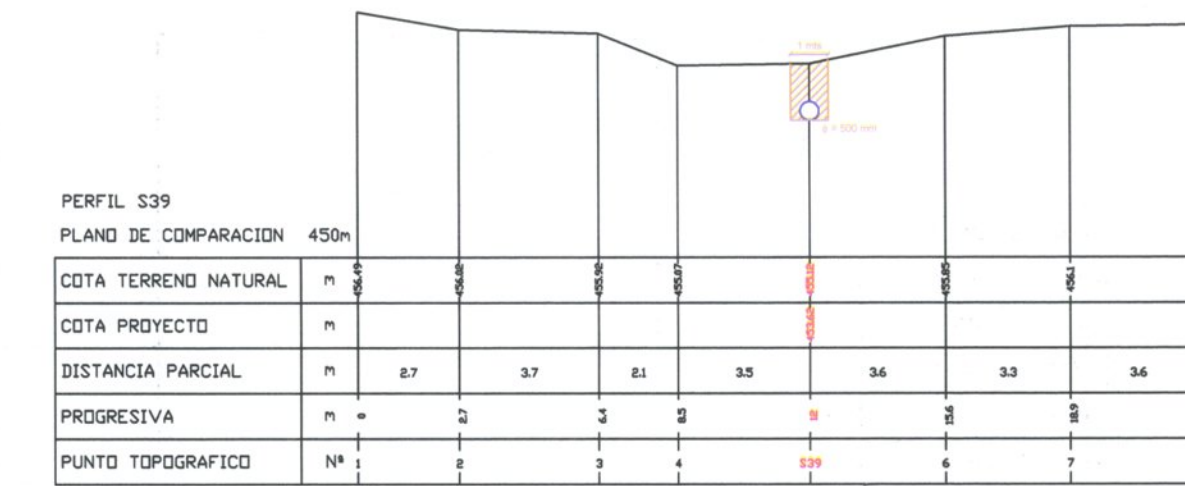 1 mts
ø = 500 mm
PERFIL S39
PLANO DE COMPARACION 450m
COTA TERRENO NATURAL m 456.49 456.02 455.92 455.07 455.12 455.85 456.1
COTA PROYECTO m 453.62
DISTANCIA PARCIAL m 2.7 3.7 2.1 3.5 3.6 3.3 3.6
PROGRESIVA m 0 2.7 6.4 8.5 12 15.6 18.9
PUNTO TOPOGRAFICO Nº 1 2 3 4 S39 6 7